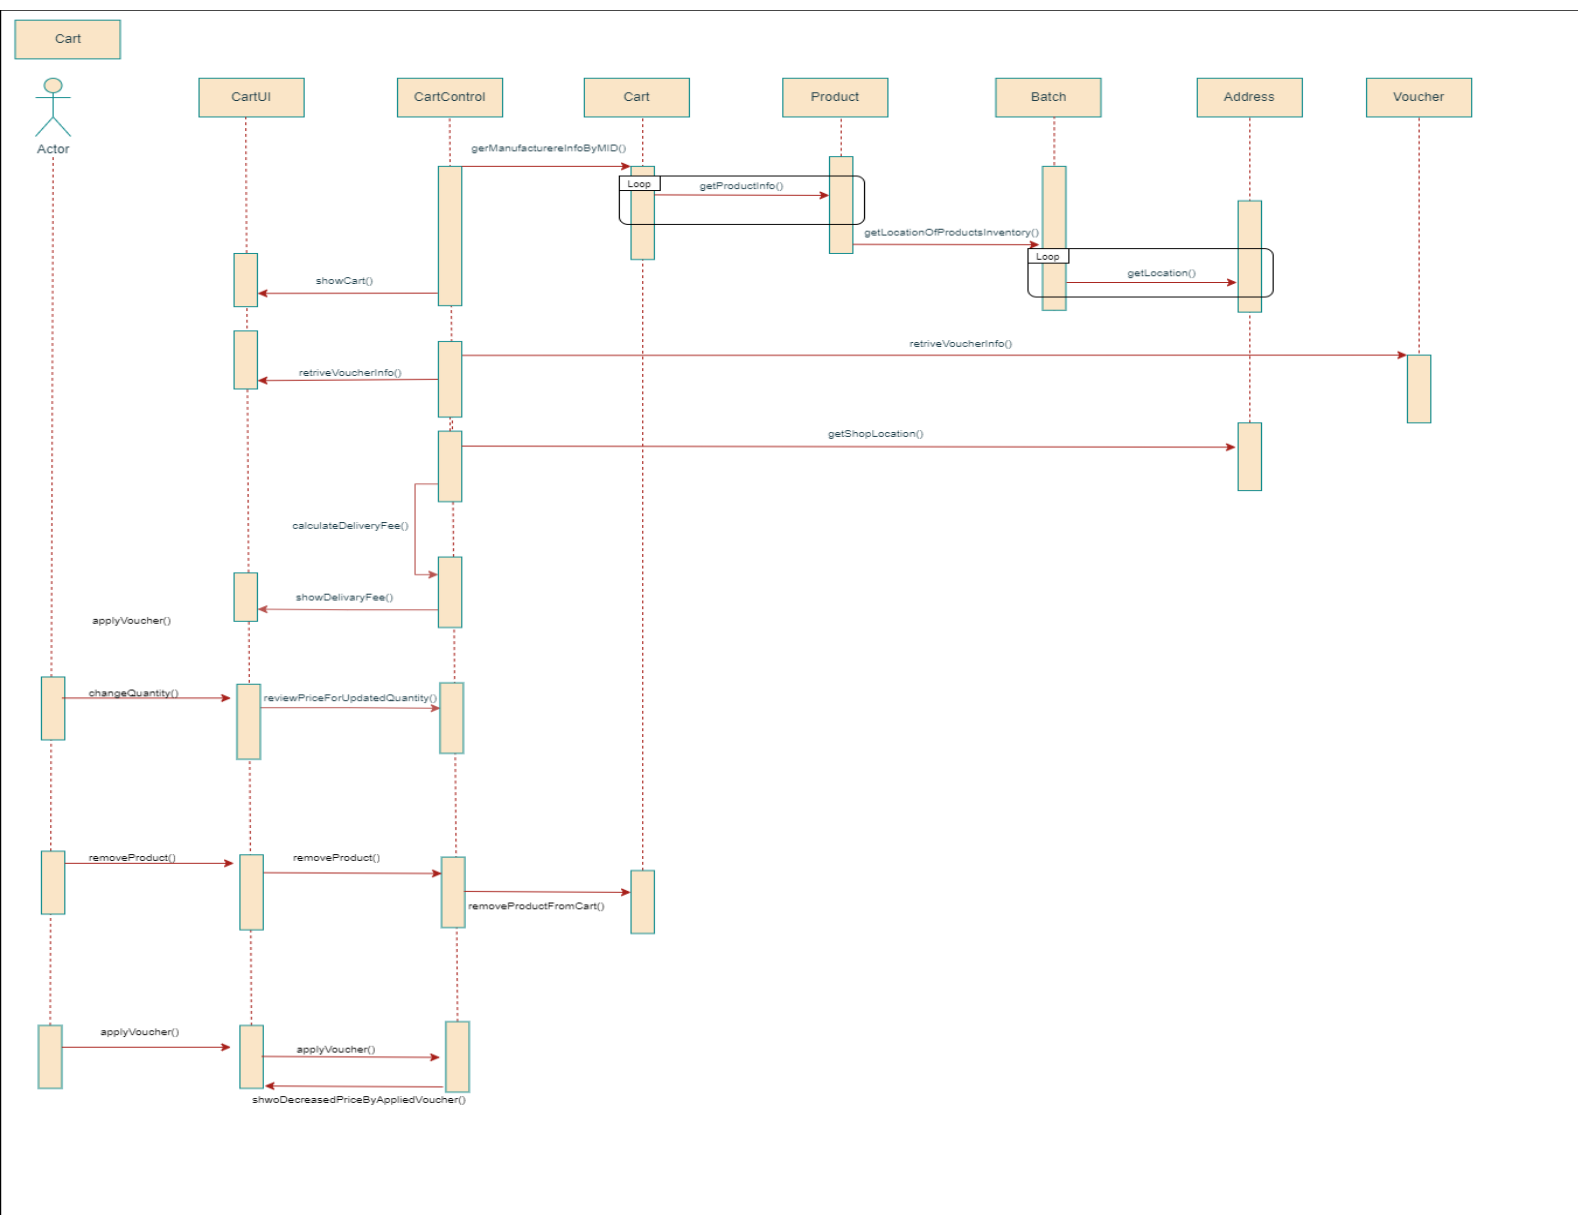 Cart
Actor
CartUI
CartControl
Cart
Product
Batch
Address
Voucher
gerManufacturereInfoByMID()
Loop
getProductInfo()
getLocationOfProductsInventory()
Loop
getLocation()
showCart()
retriveVoucherInfo()
retriveVoucherInfo()
getShopLocation()
calculateDeliveryFee()
showDelivaryFee()
applyVoucher()
changeQuantity()
reviewPriceForUpdatedQuantity()
removeProduct()
removeProduct()
removeProductFromCart()
applyVoucher()
applyVoucher()
shwoDecreasedPriceByAppliedVoucher()